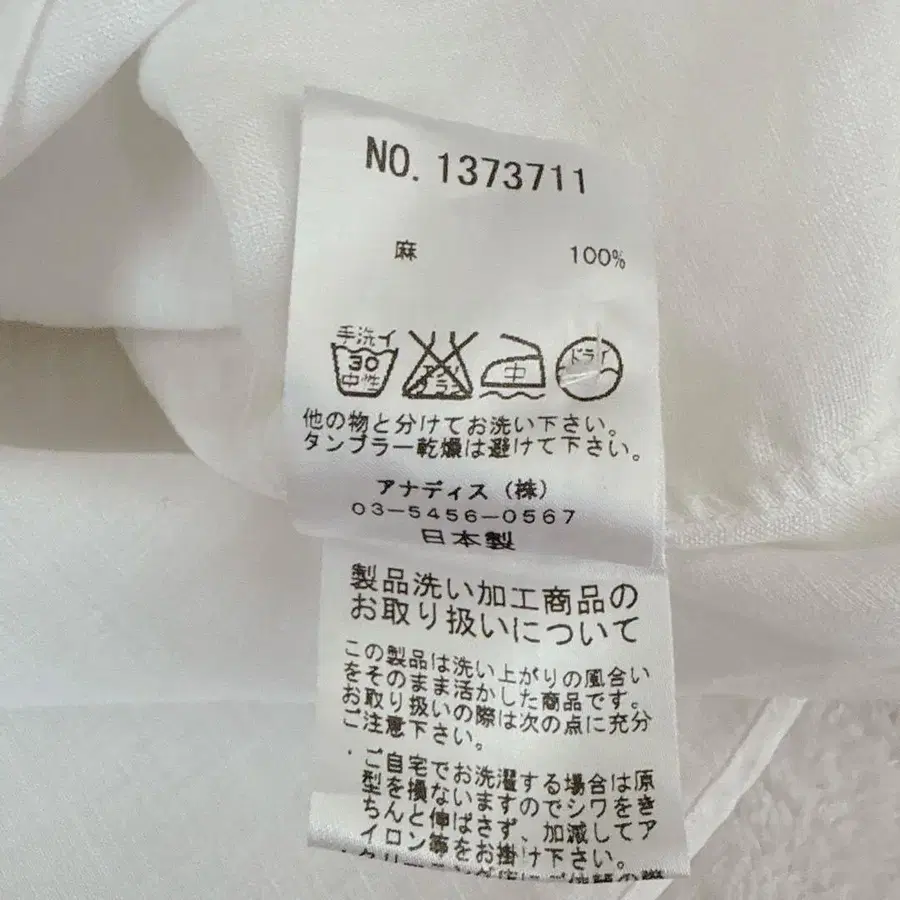 NO. 1373711
麻 100%
手洗イ
30
中性
エンソ
サラシ
中
ドライ
他の物と分けてお洗い下さい。
タンブラー乾燥は避けて下さい。
アナディス（株）
03-5456-0567
日本製
製品洗い加工商品の
お取り扱いについて
この製品は洗い上がりの風合い
をそのまま活かした商品です。
お取り扱いの際は次の点に充分
ご注意下さい。
・ご自宅でお洗濯する場合は原
型を損ないますのでシワをき
ちんと伸ばさず、加減してア
イロン等をお掛け下さい。